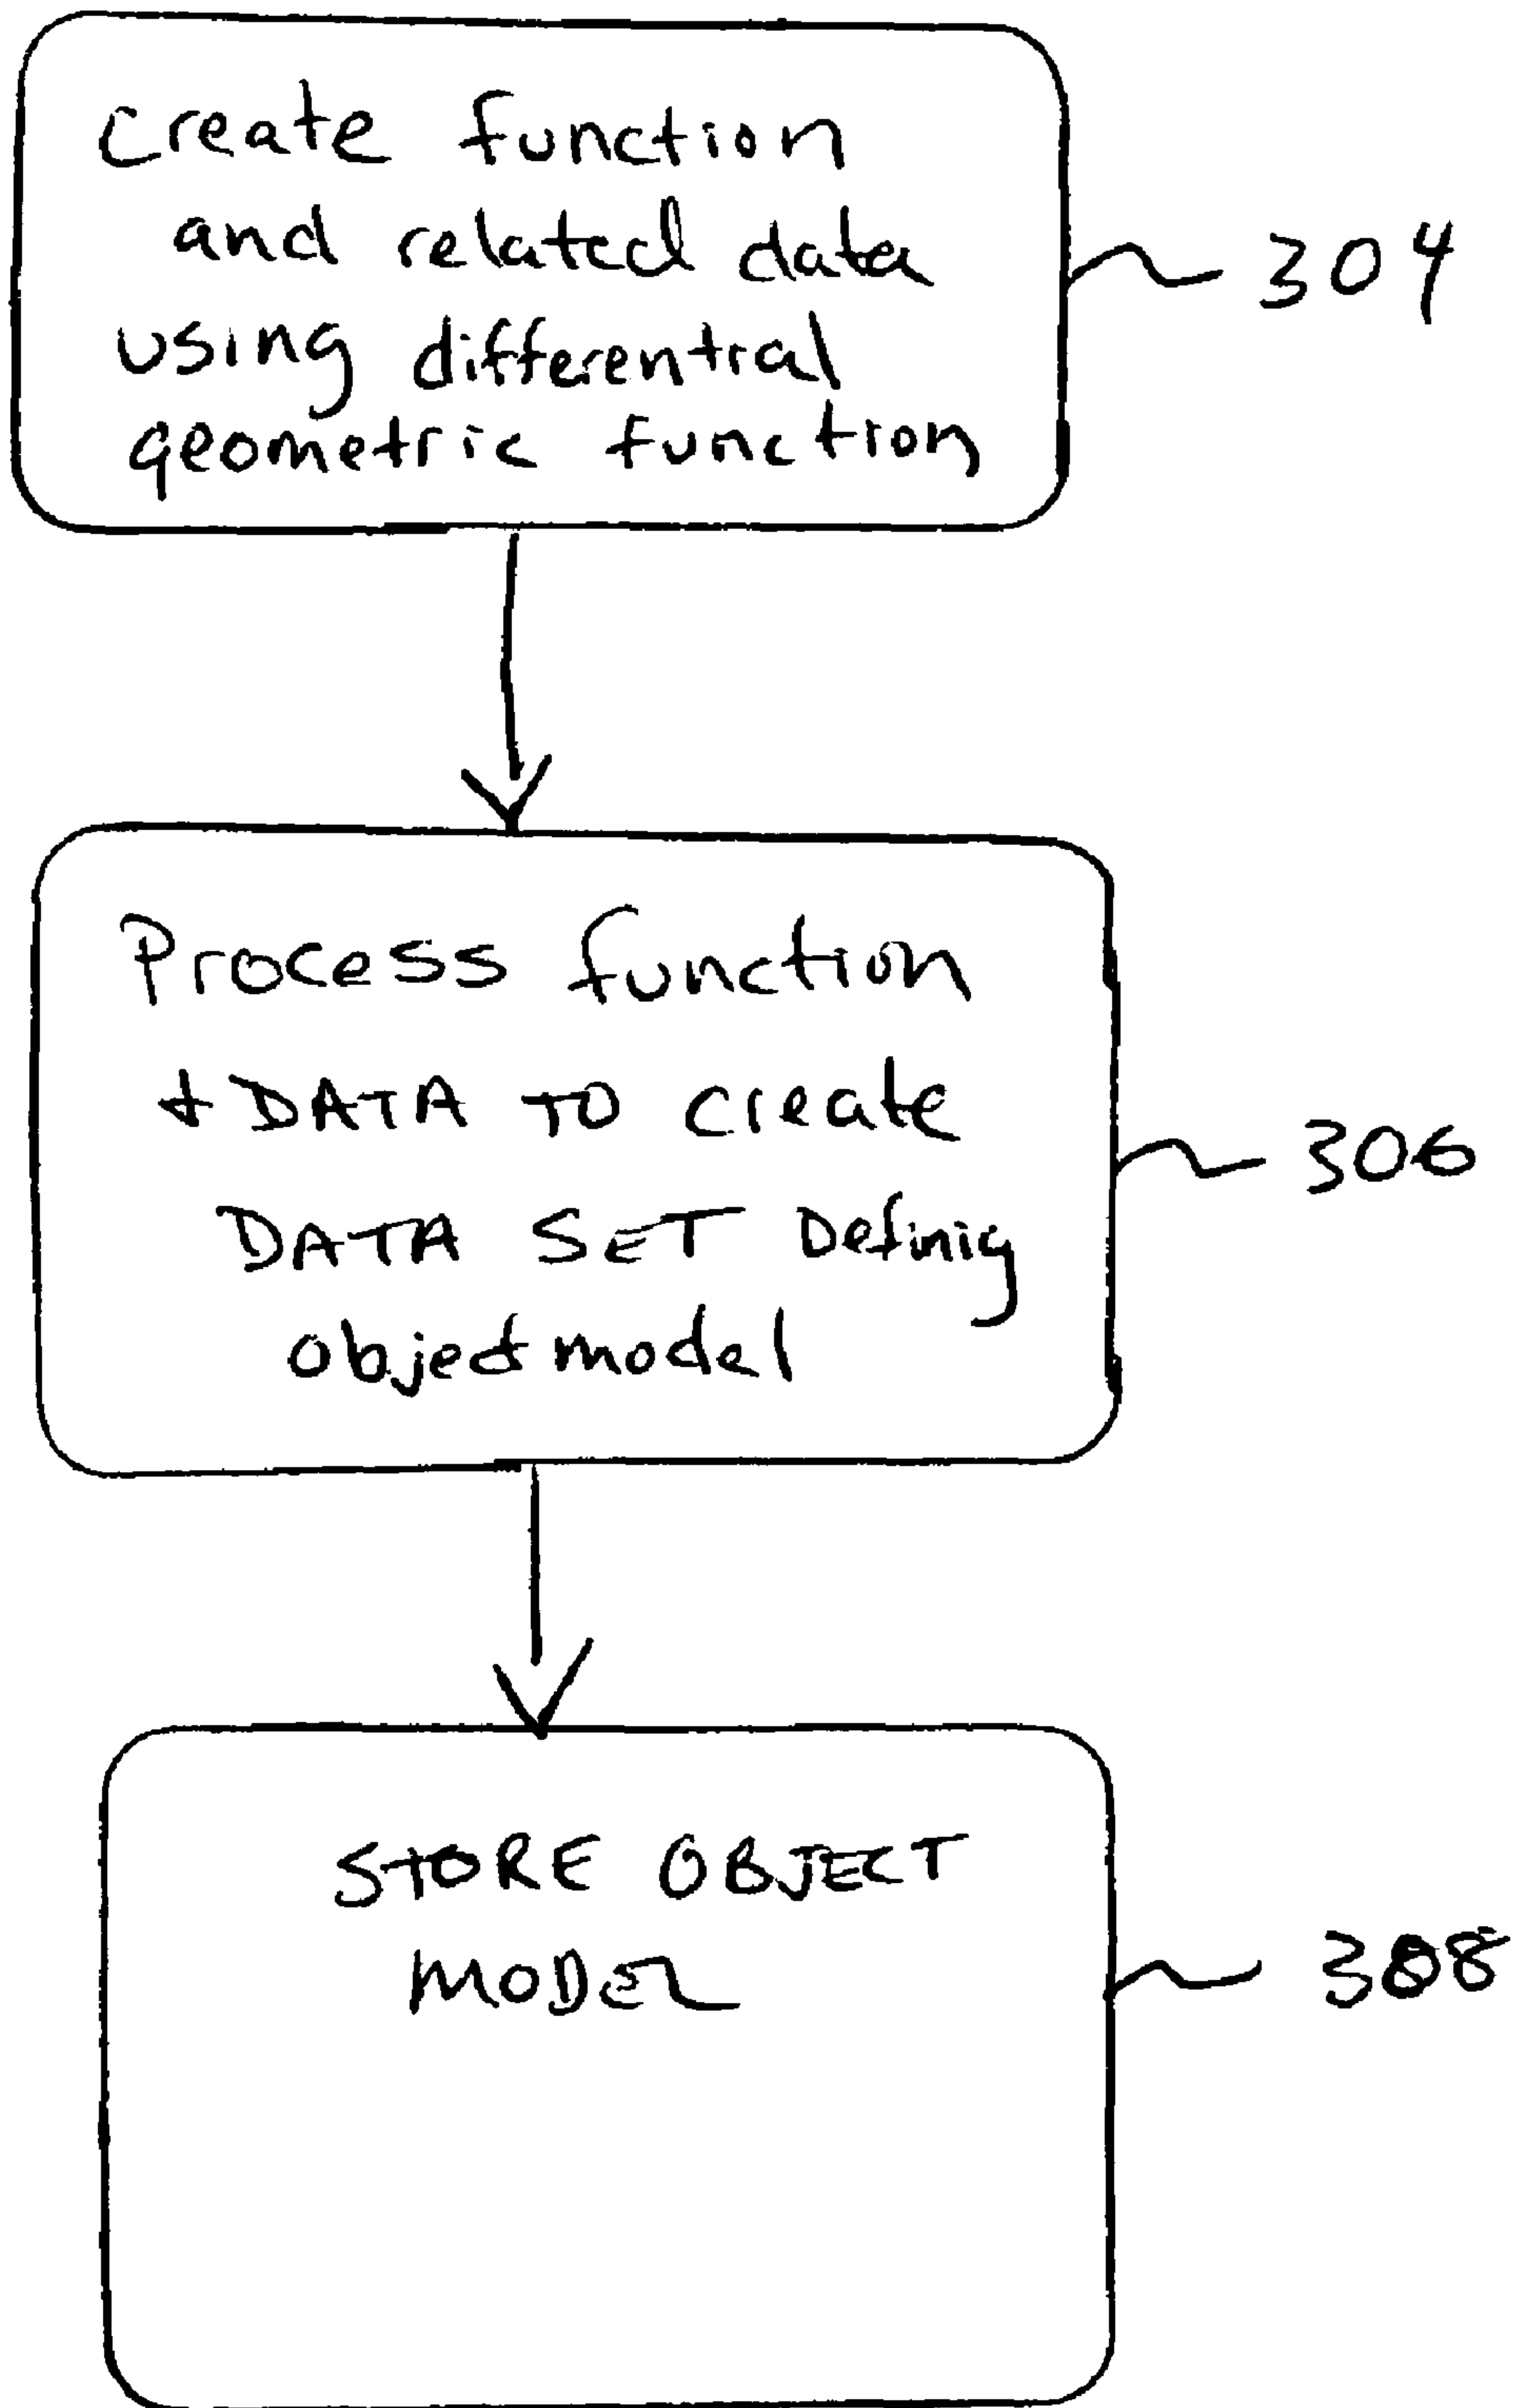 create function
and related data
using differential
geometric function
304
Process function
+ DATA TO create
DATA SET Definig
object model
306
STORE OBJECT
MODEL
308